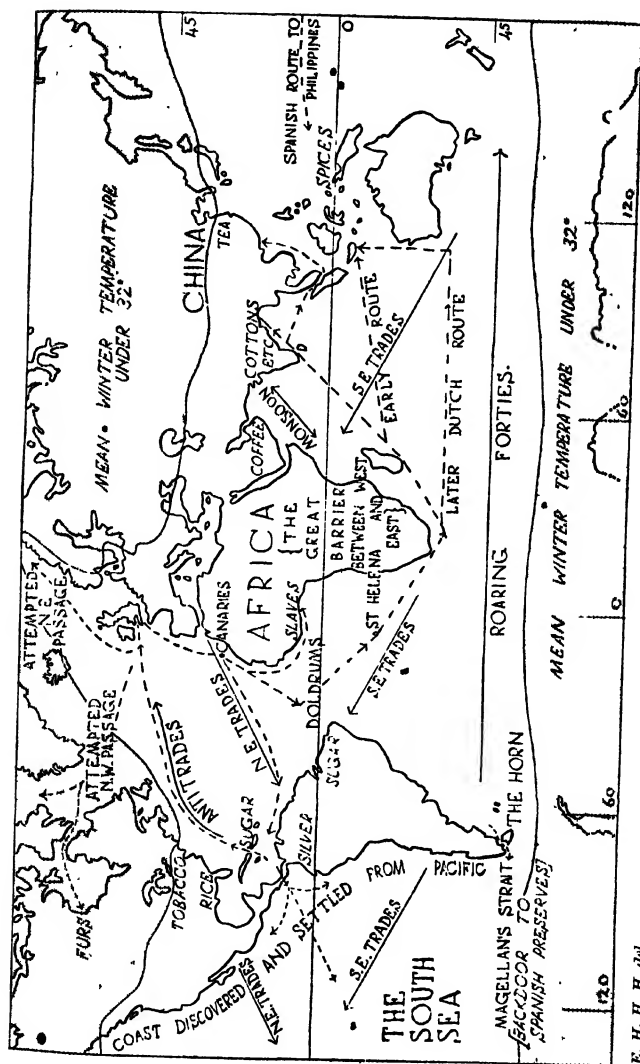 ATTEMPTED
N.E.
PASSAGE
ATTEMPTED
N.W. PASSAGE
FURS
MEAN WINTER TEMPERATURE
UNDER 32°
45
TOBACCO
RICE
SUGAR
ANTI TRADES
N.E. TRADES
CANARIES
CHINA
TEA
COTTONS
ETC
COFFEE
MONSOON
AFRICA
{THE
GREAT
BARRIER
BETWEEN WEST
AND
EAST}
SLAVES
DOLDRUMS
ST HELENA
SPICES
SPANISH ROUTE TO
PHILIPPINES
0
COAST DISCOVERED
AND SETTLED
FROM PACIFIC
N.E. TRADES
SILVER
SUGAR
S.E. TRADES
S.E. TRADES
S.E. TRADES
EARLY
ROUTE
LATER DUTCH ROUTE
THE
SOUTH
SEA
45
ROARING FORTIES.
MAGELLAN'S STRAIT
[BACKDOOR TO
SPANISH PRESERVES]
THE HORN
MEAN WINTER TEMPERATURE UNDER 32°
120
60
0
60
120